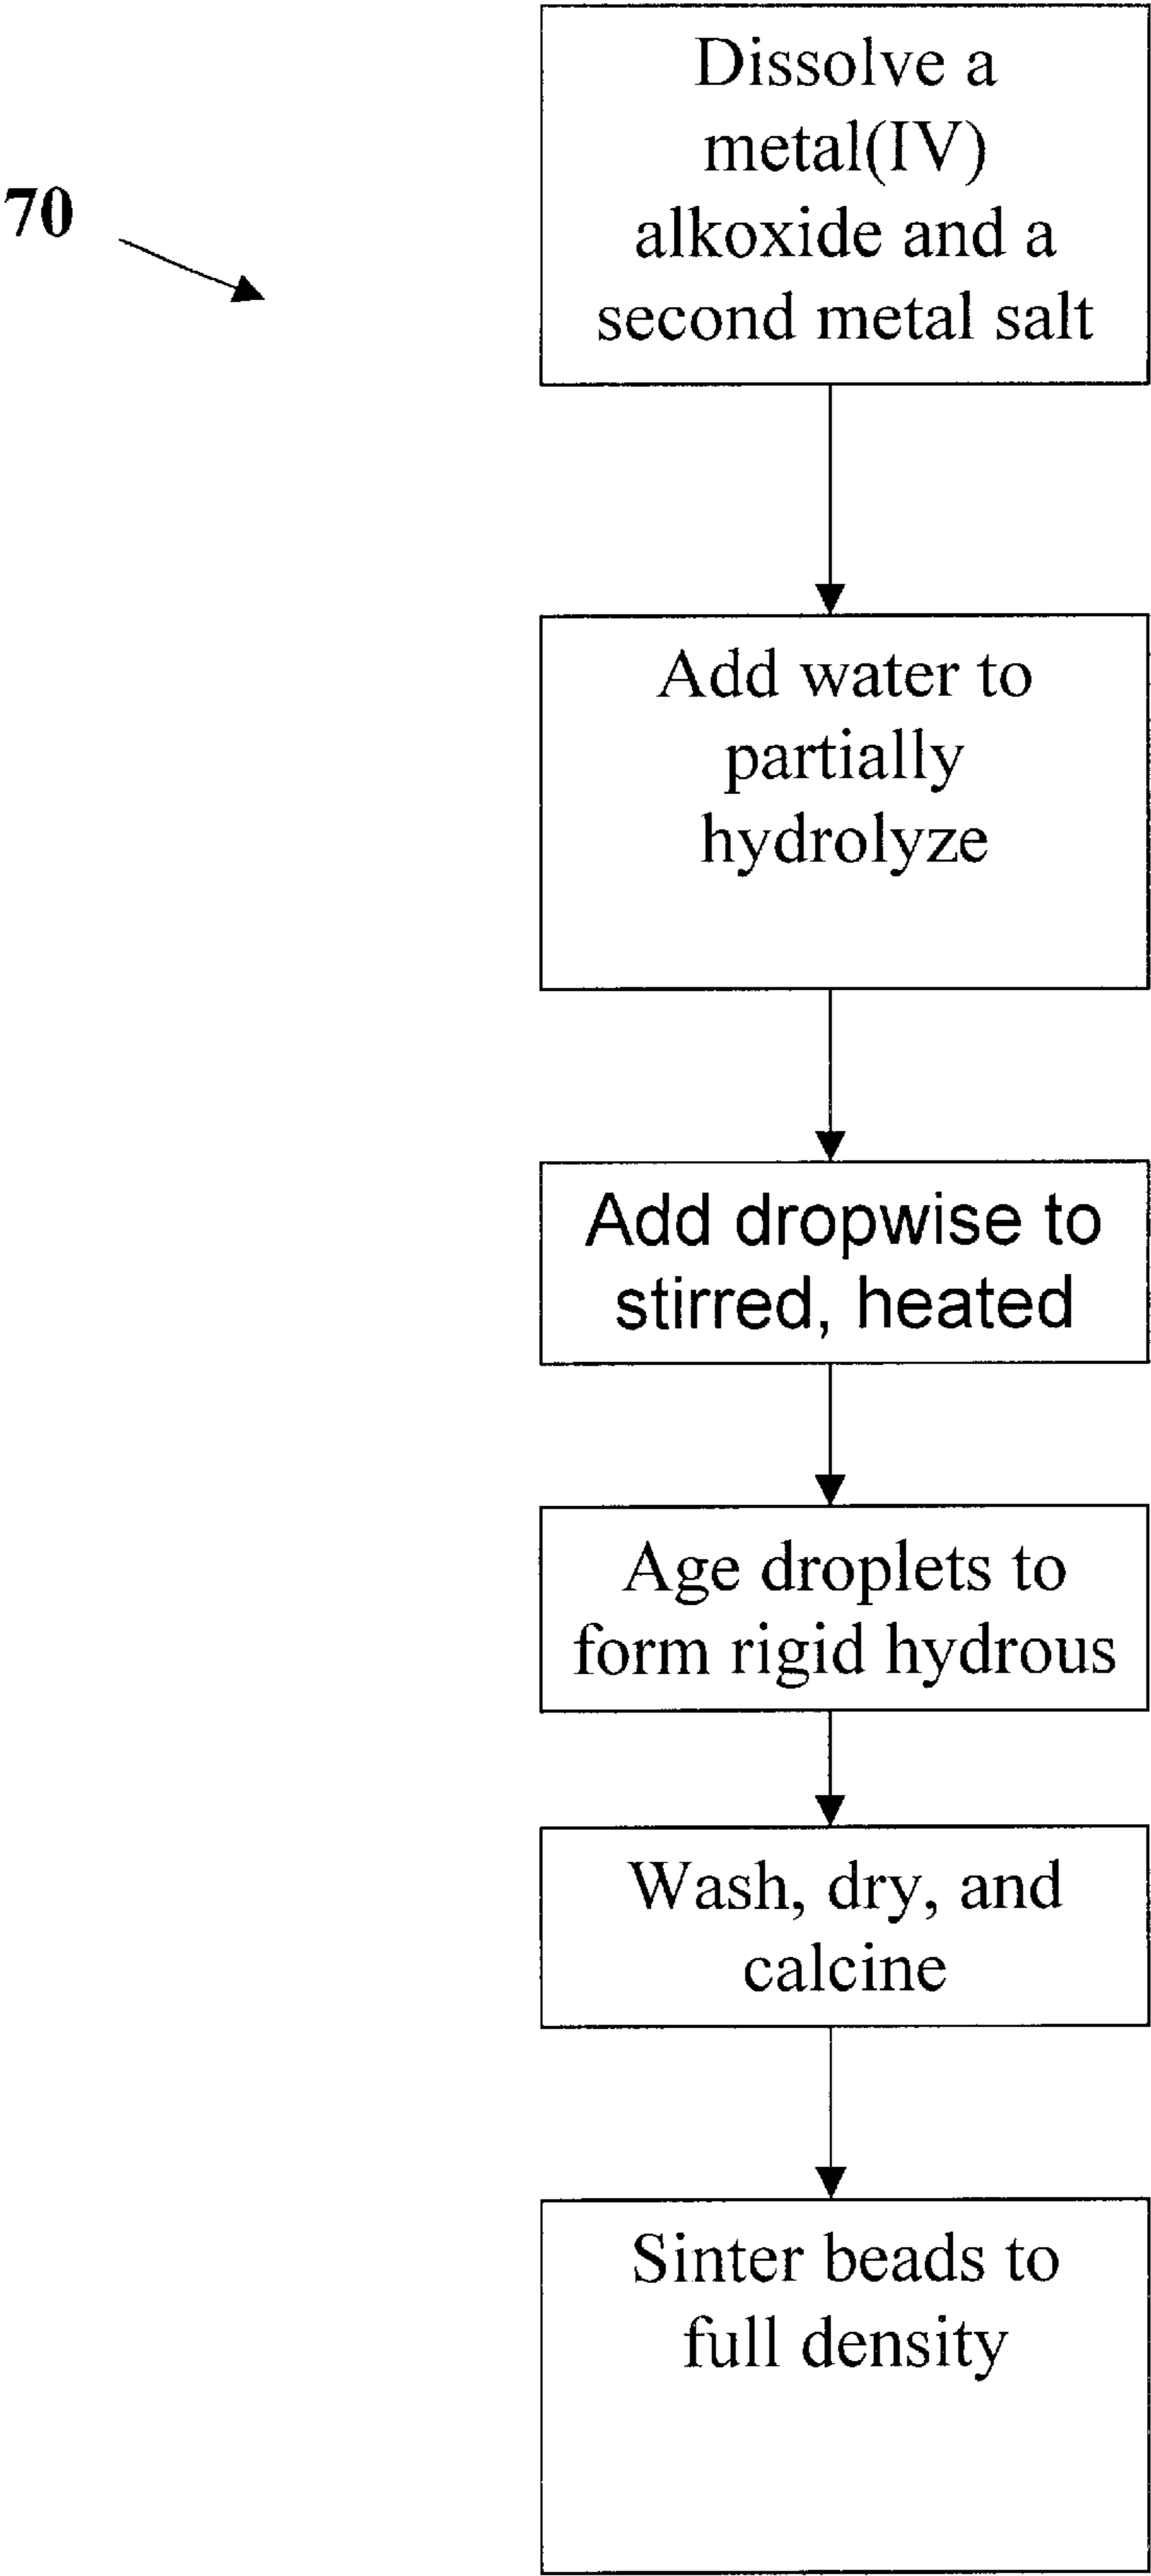 70
Dissolve a
metal(IV)
alkoxide and a
second metal salt
Add water to
partially
hydrolyze
Add dropwise to
stirred, heated
Age droplets to
form rigid hydrous
Wash, dry, and
calcine
Sinter beads to
full density